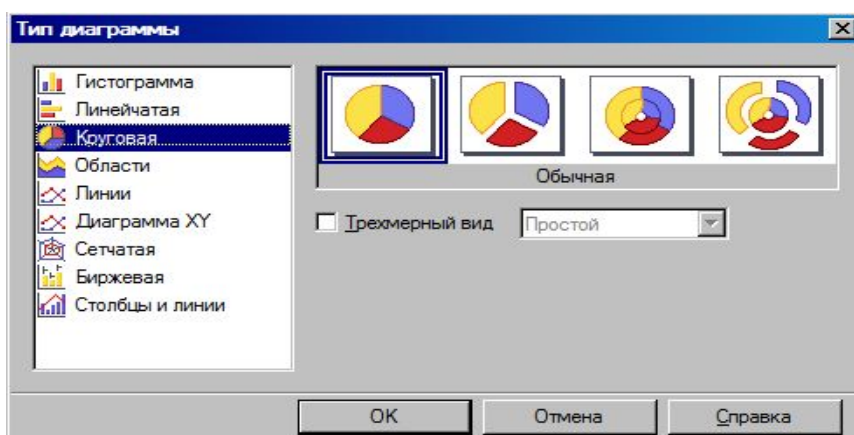 Тип диаграммы
Гистограмма
Линейчатая
Круговая
Области
Линии
Диаграмма XY
Сетчатая
Биржевая
Столбцы и линии
Обычная
Трехмерный вид
Простой
OK
Отмена
Справка